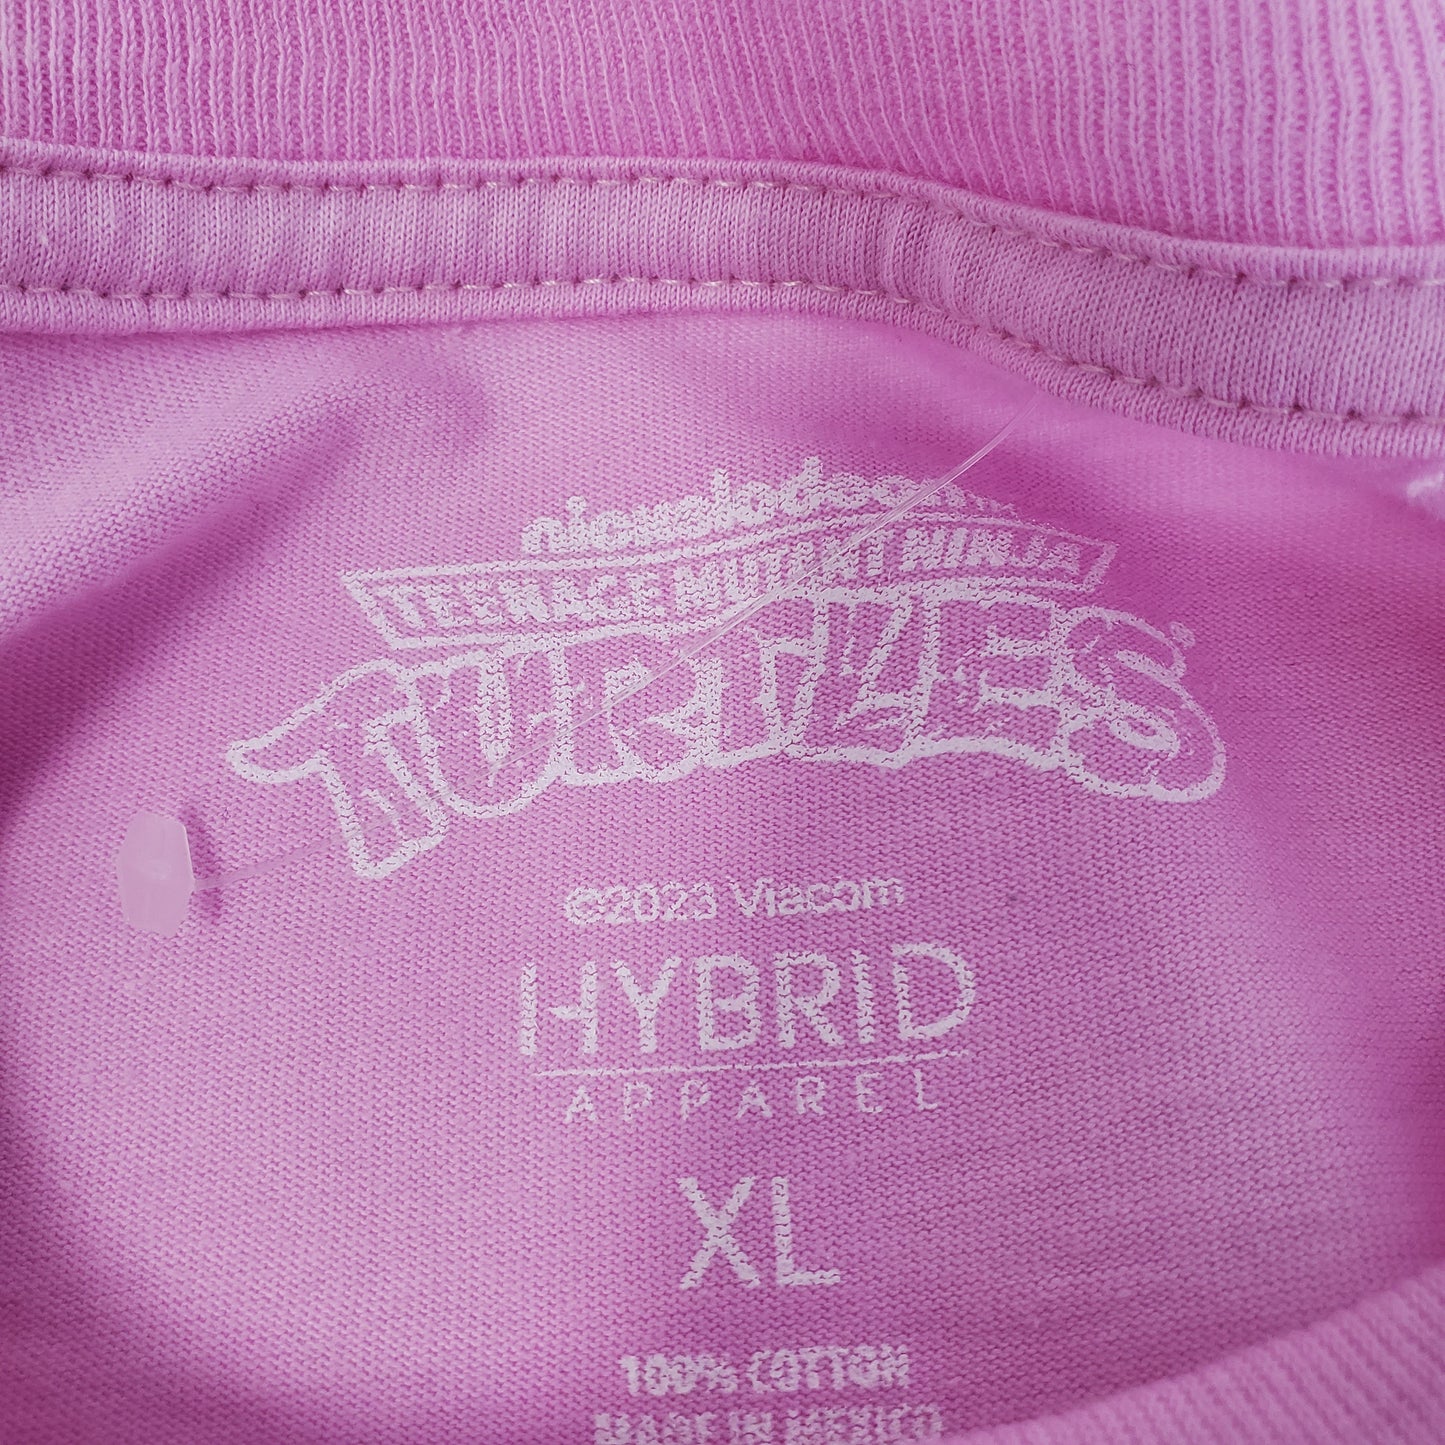 nickelodeon
TEENAGE MUTANT NINJA
TURTLES®
©2023 Viacom
HYBRID
APPAREL
XL
100% COTTON
MADE IN MEXICO